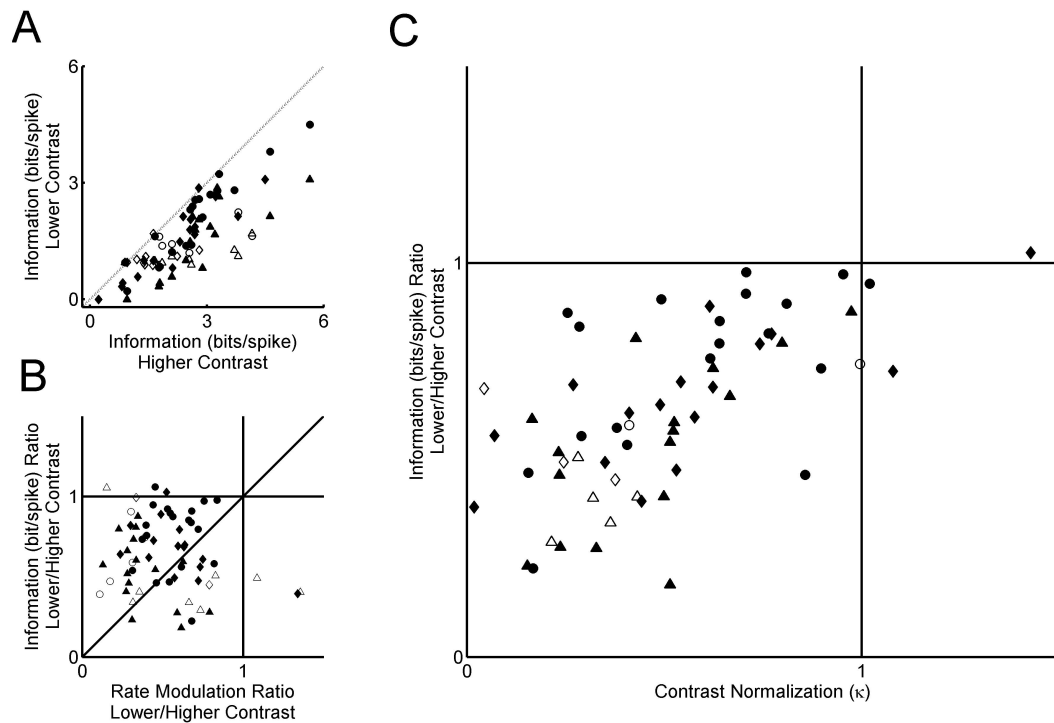 A
6
3
0
0
3
6
Information (bits/spike)
Lower Contrast
Information (bits/spike)
Higher Contrast
B
1
0
0
1
Information (bit/spike) Ratio
Lower/Higher Contrast
Rate Modulation Ratio
Lower/Higher Contrast
C
1
0
0
1
Information (bits/spike) Ratio
Lower/Higher Contrast
Contrast Normalization (κ)